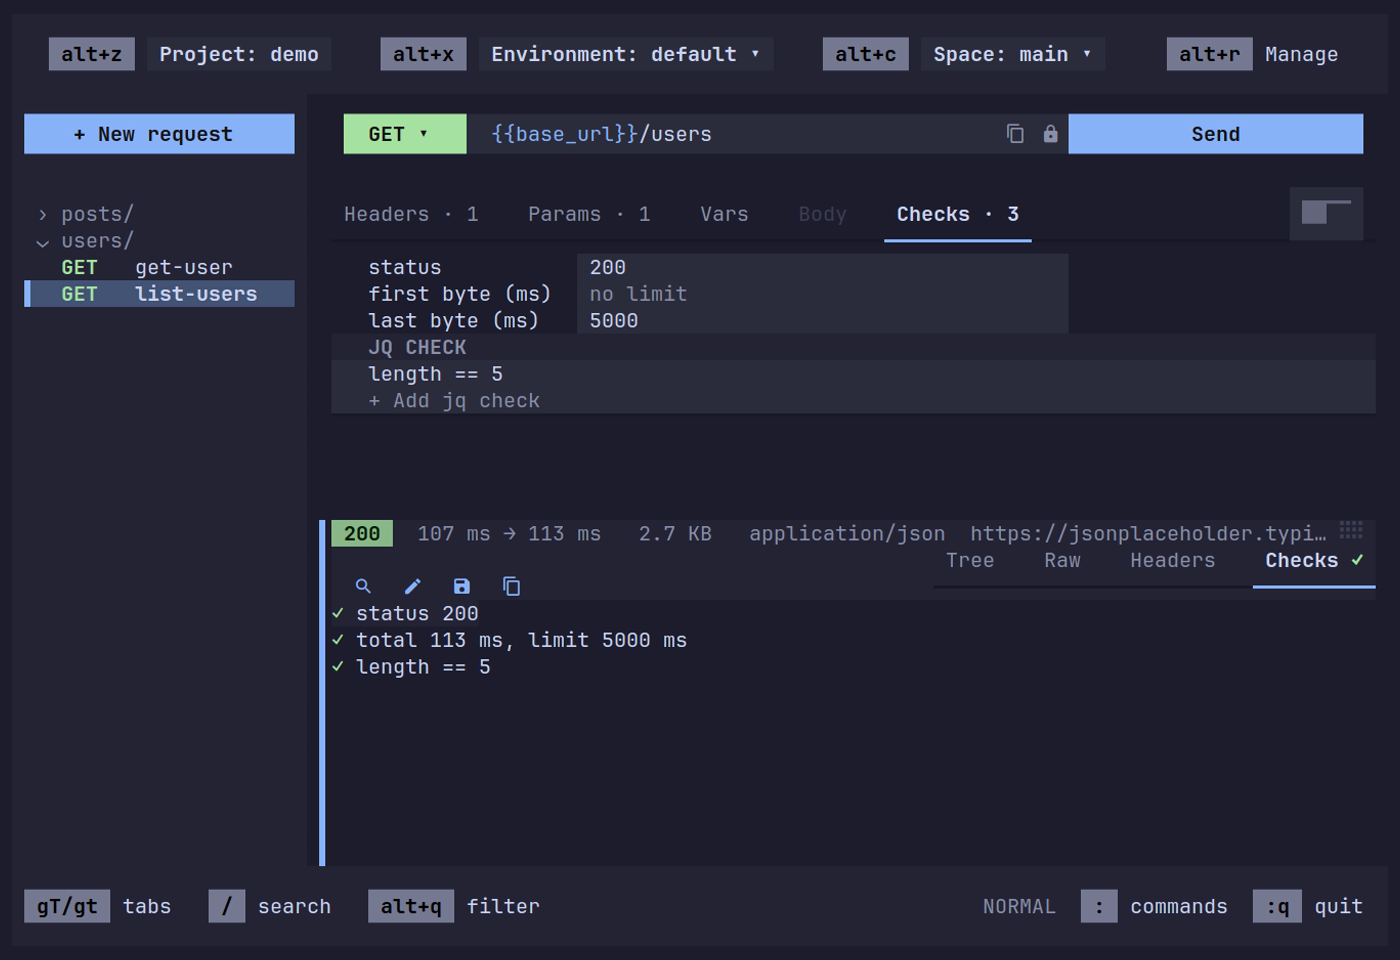 alt+z Project: demo alt+x Environment: default ▾ alt+c Space: main ▾ alt+r Manage
+ New request
GET ▾ {{base_url}}/users Send
› posts/
⌄ users/
GET get-user
GET list-users
Headers · 1 Params · 1 Vars Body Checks · 3
status 200
first byte (ms) no limit
last byte (ms) 5000
JQ CHECK
length == 5
+ Add jq check
200 107 ms → 113 ms 2.7 KB application/json https://jsonplaceholder.typi…
Tree Raw Headers Checks ✓
✓ status 200
✓ total 113 ms, limit 5000 ms
✓ length == 5
gT/gt tabs / search alt+q filter NORMAL : commands :q quit